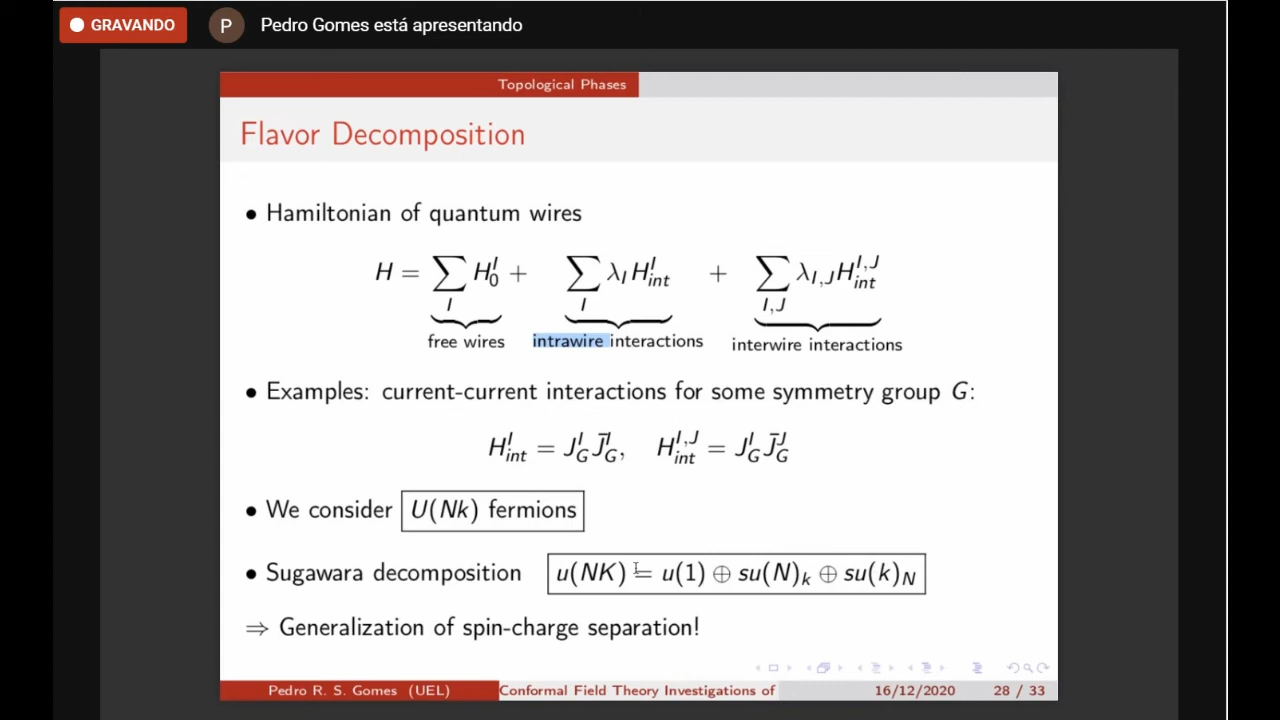 GRAVANDO
P
Pedro Gomes está apresentando
Topological Phases
Flavor Decomposition
• Hamiltonian of quantum wires
H = ∑_I H_0^I + ∑_I λ_I H_int^I + ∑_{I,J} λ_{I,J} H_int^{I,J}
free wires intrawire interactions interwire interactions
• Examples: current-current interactions for some symmetry group G:
H_int^I = J_G^I J̄_G^I, H_int^{I,J} = J_G^I J̄_G^J
• We consider U(Nk) fermions
• Sugawara decomposition u(NK) = u(1) ⊕ su(N)_k ⊕ su(k)_N
⇒ Generalization of spin-charge separation!
Pedro R. S. Gomes (UEL) Conformal Field Theory Investigations of 16/12/2020 28 / 33